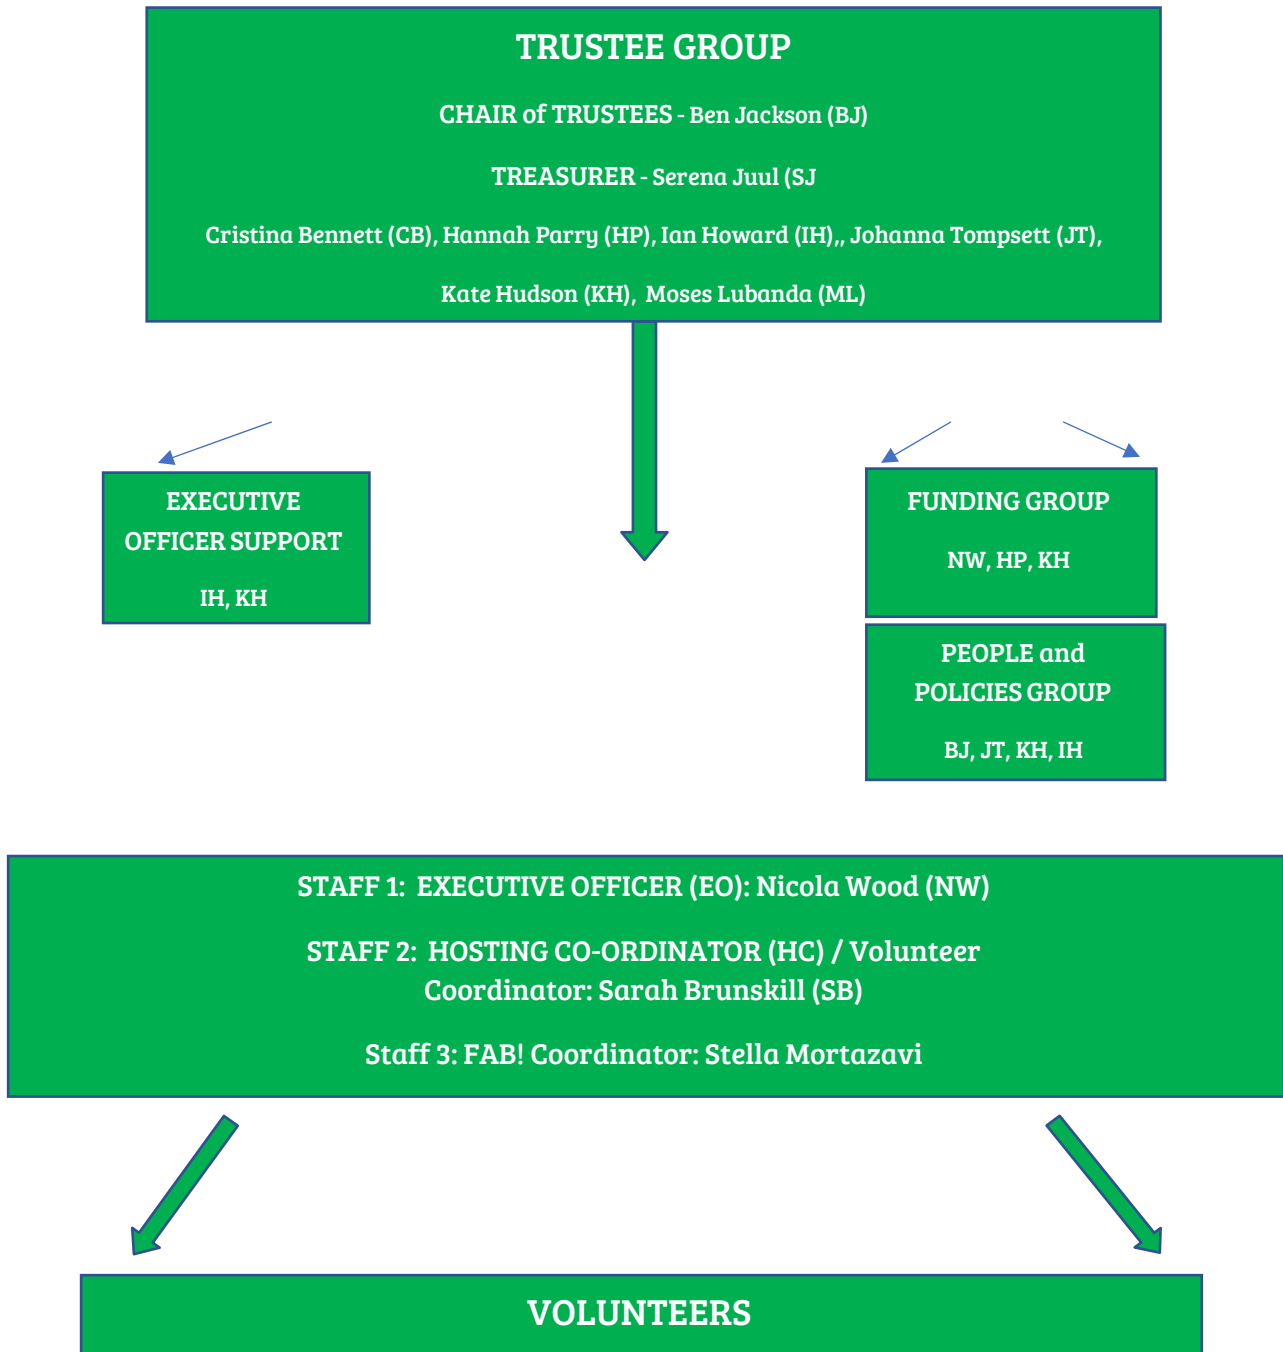 TRUSTEE GROUP
CHAIR of TRUSTEES - Ben Jackson (BJ)
TREASURER - Serena Juul (SJ
Cristina Bennett (CB), Hannah Parry (HP), Ian Howard (IH),, Johanna Tompsett (JT),
Kate Hudson (KH), Moses Lubanda (ML)
EXECUTIVE
OFFICER SUPPORT
IH, KH
FUNDING GROUP
NW, HP, KH
PEOPLE and
POLICIES GROUP
BJ, JT, KH, IH
STAFF 1: EXECUTIVE OFFICER (EO): Nicola Wood (NW)
STAFF 2: HOSTING CO-ORDINATOR (HC) / Volunteer
Coordinator: Sarah Brunskill (SB)
Staff 3: FAB! Coordinator: Stella Mortazavi
VOLUNTEERS